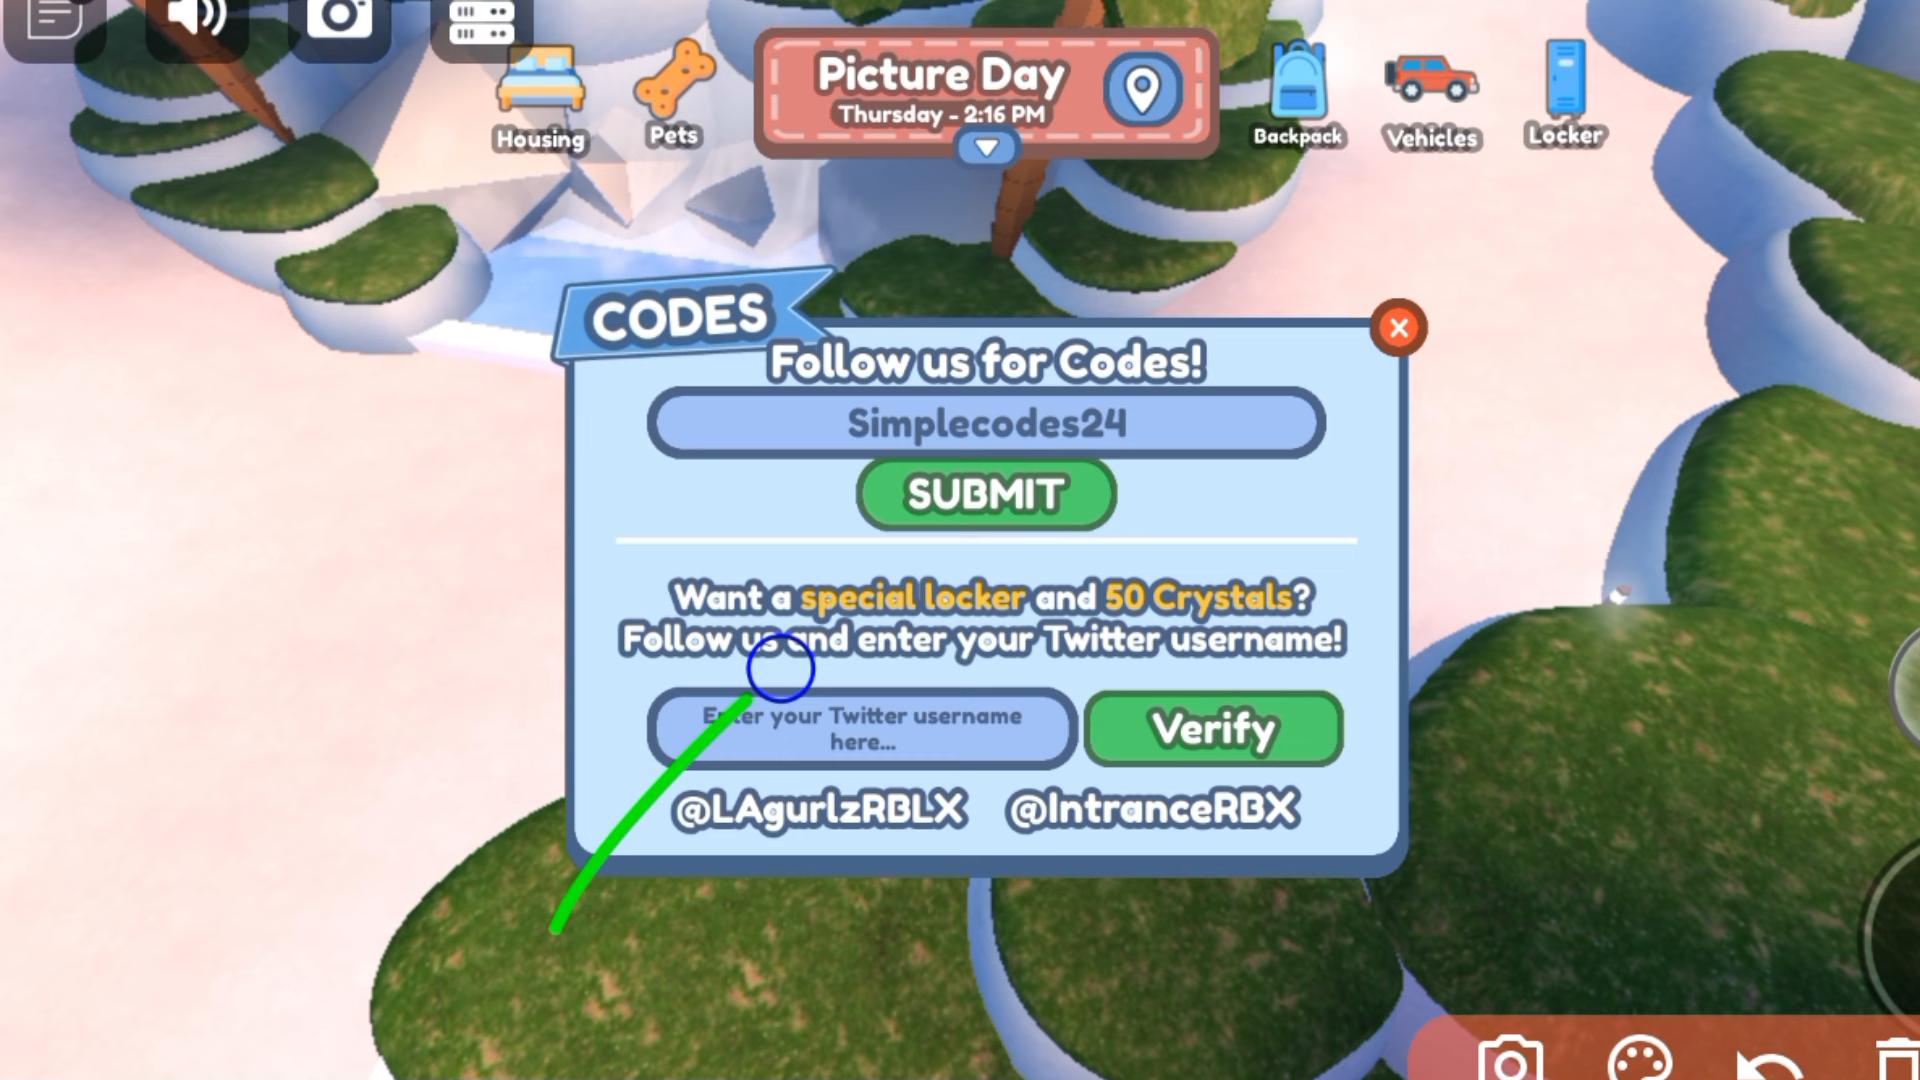 Housing
Pets
Picture Day
Thursday - 2:16 PM
Backpack
Vehicles
Locker
CODES
Follow us for Codes!
Simplecodes24
SUBMIT
Want a special locker and 50 Crystals?
Follow us and enter your Twitter username!
Enter your Twitter username
here...
Verify
@LAgurlzRBLX
@IntranceRBX